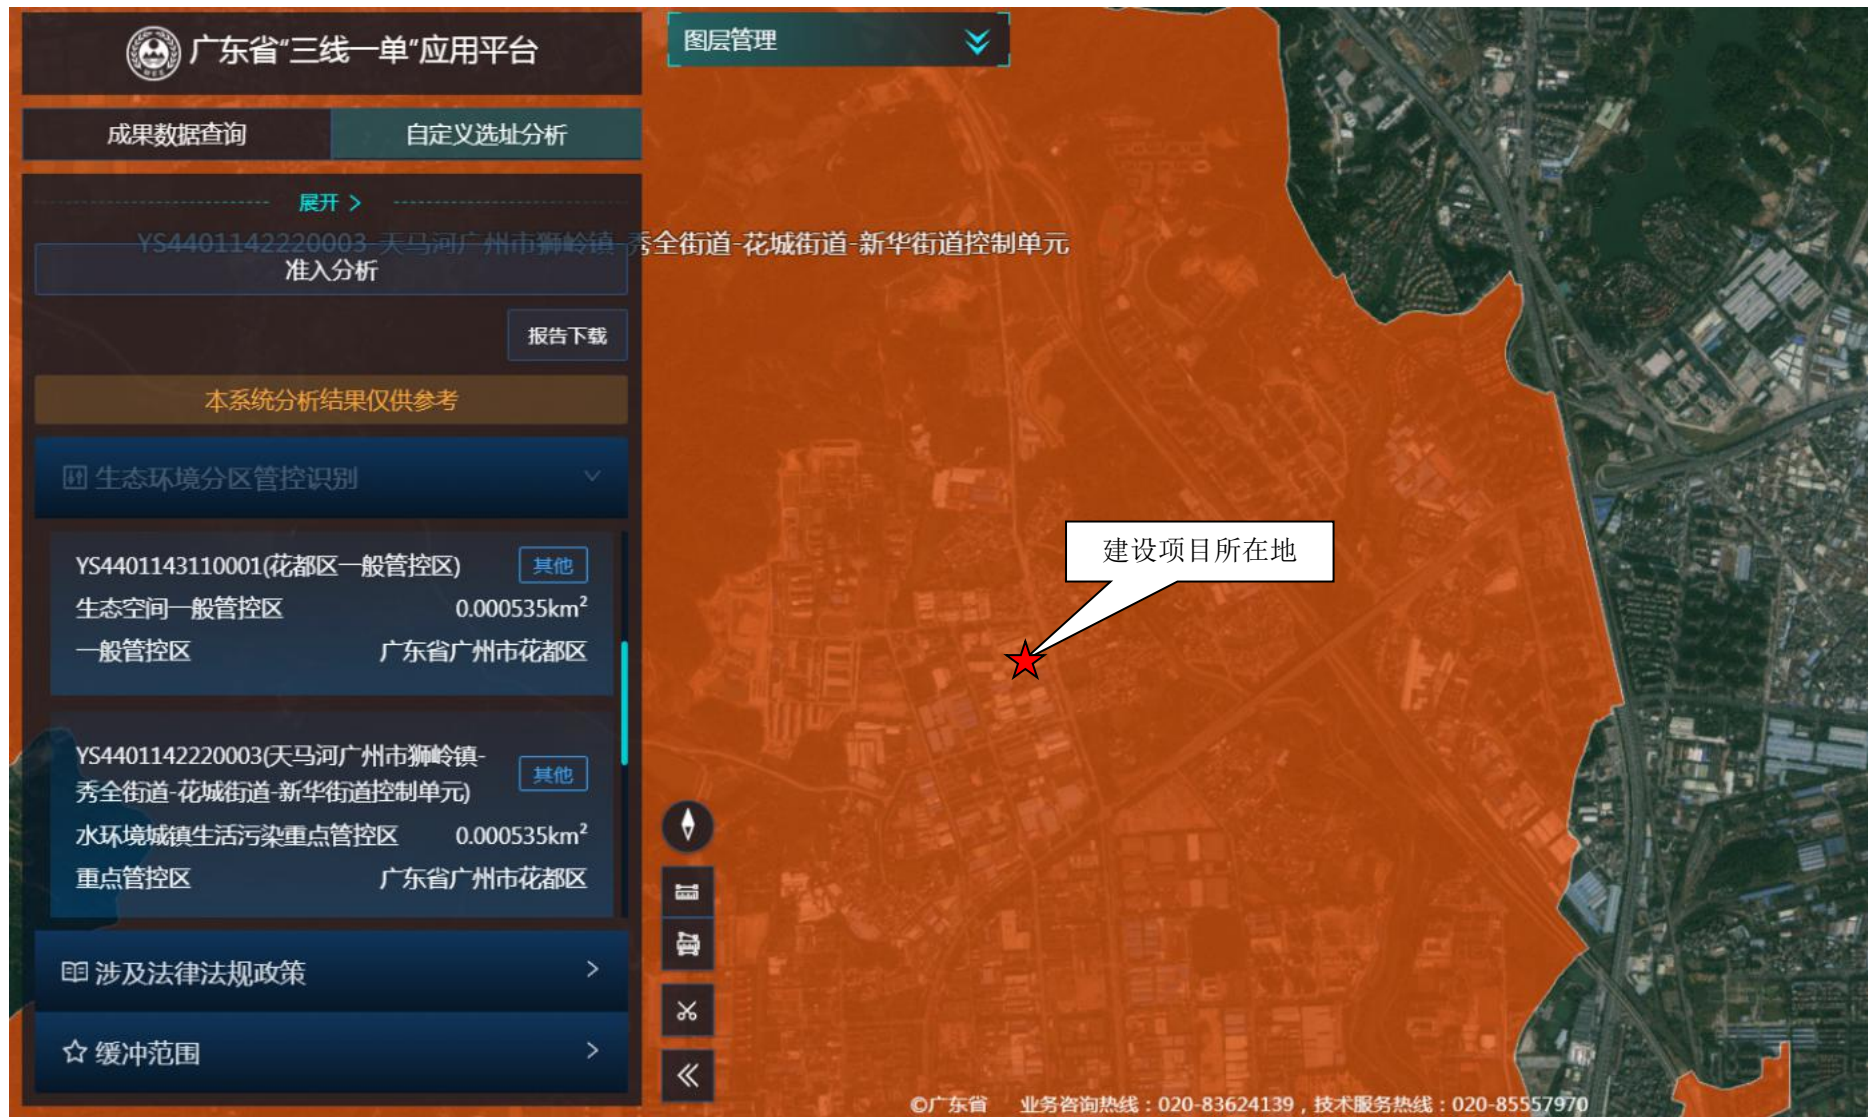 广东省“三线一单”应用平台
图层管理
成果数据查询
自定义选址分析
展开 >
YS4401142220003-天马河广州市狮岭镇-秀全街道-花城街道-新华街道控制单元
准入分析
报告下载
本系统分析结果仅供参考
生态环境分区管控识别
YS4401143110001(花都区一般管控区)
其他
生态空间一般管控区 0.000535km²
一般管控区 广东省广州市花都区
YS4401142220003(天马河广州市狮岭镇-
秀全街道-花城街道-新华街道控制单元)
其他
水环境城镇生活污染重点管控区 0.000535km²
重点管控区 广东省广州市花都区
涉及法律法规政策
缓冲范围
建设项目所在地
©广东省 业务咨询热线：020-83624139，技术服务热线：020-85557970